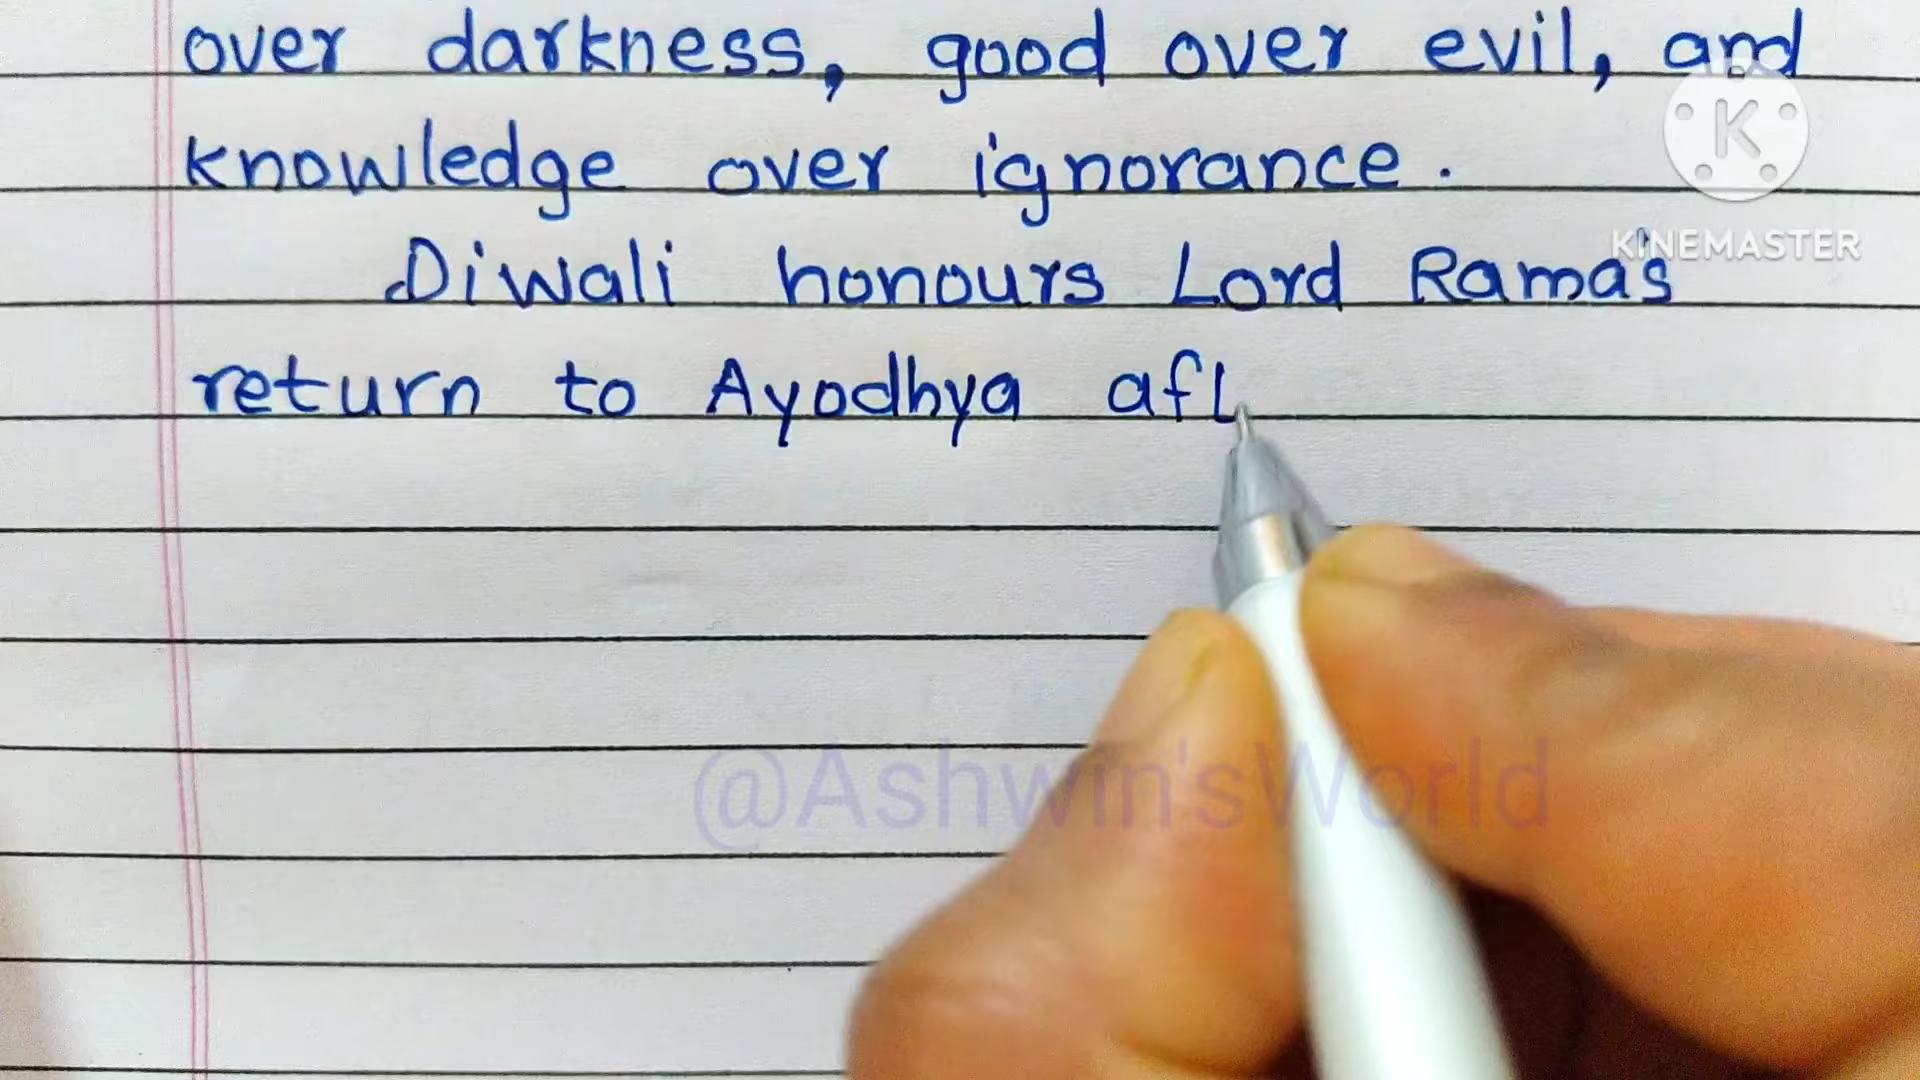 over darkness, good over evil, and
knowledge over ignorance.
Diwali honours Lord Rama's
return to Ayodhya
K
KINEMASTER
@Ashwin'sWorld